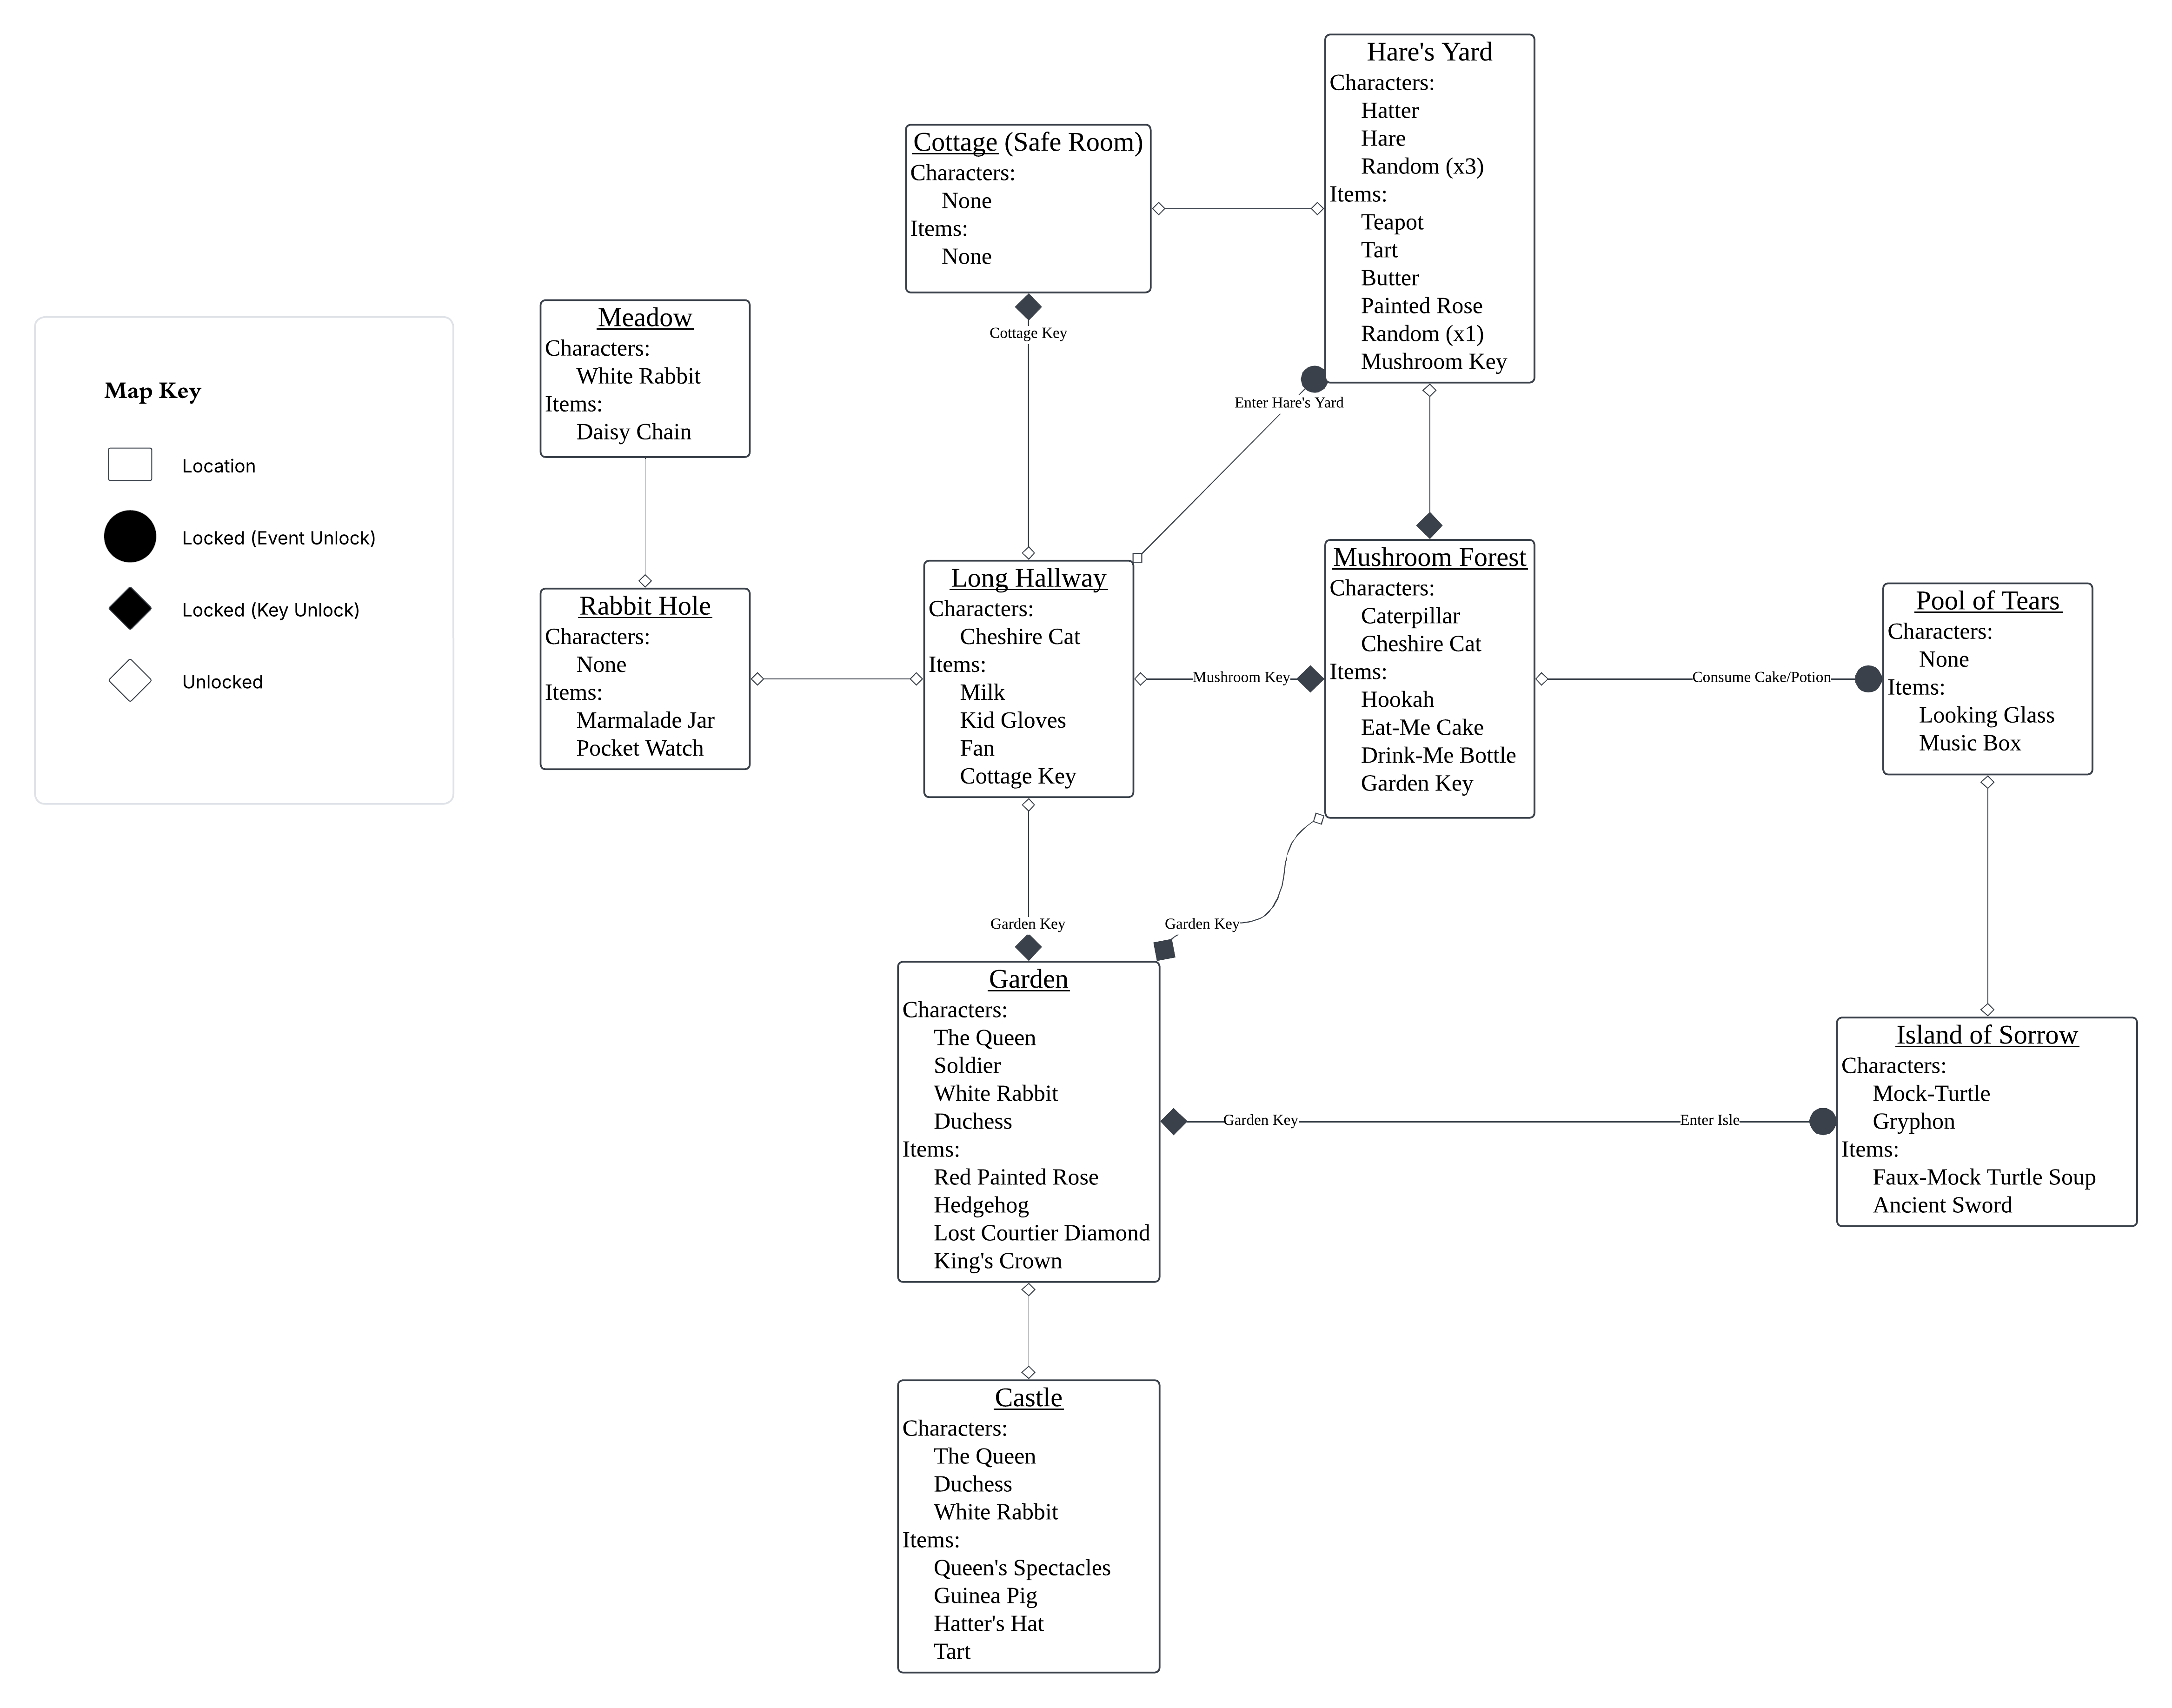 Map Key
Location
Locked (Event Unlock)
Locked (Key Unlock)
Unlocked
Meadow
Characters:
White Rabbit
Items:
Daisy Chain
Rabbit Hole
Characters:
None
Items:
Marmalade Jar
Pocket Watch
Cottage (Safe Room)
Characters:
None
Items:
None
Cottage Key
Hare's Yard
Characters:
Hatter
Hare
Random (x3)
Items:
Teapot
Tart
Butter
Painted Rose
Random (x1)
Mushroom Key
Enter Hare's Yard
Long Hallway
Characters:
Cheshire Cat
Items:
Milk
Kid Gloves
Fan
Cottage Key
Mushroom Key
Mushroom Forest
Characters:
Caterpillar
Cheshire Cat
Items:
Hookah
Eat-Me Cake
Drink-Me Bottle
Garden Key
Consume Cake/Potion
Pool of Tears
Characters:
None
Items:
Looking Glass
Music Box
Garden Key
Garden Key
Garden
Characters:
The Queen
Soldier
White Rabbit
Duchess
Items:
Red Painted Rose
Hedgehog
Lost Courtier Diamond
King's Crown
Garden Key
Enter Isle
Island of Sorrow
Characters:
Mock-Turtle
Gryphon
Items:
Faux-Mock Turtle Soup
Ancient Sword
Castle
Characters:
The Queen
Duchess
White Rabbit
Items:
Queen's Spectacles
Guinea Pig
Hatter's Hat
Tart